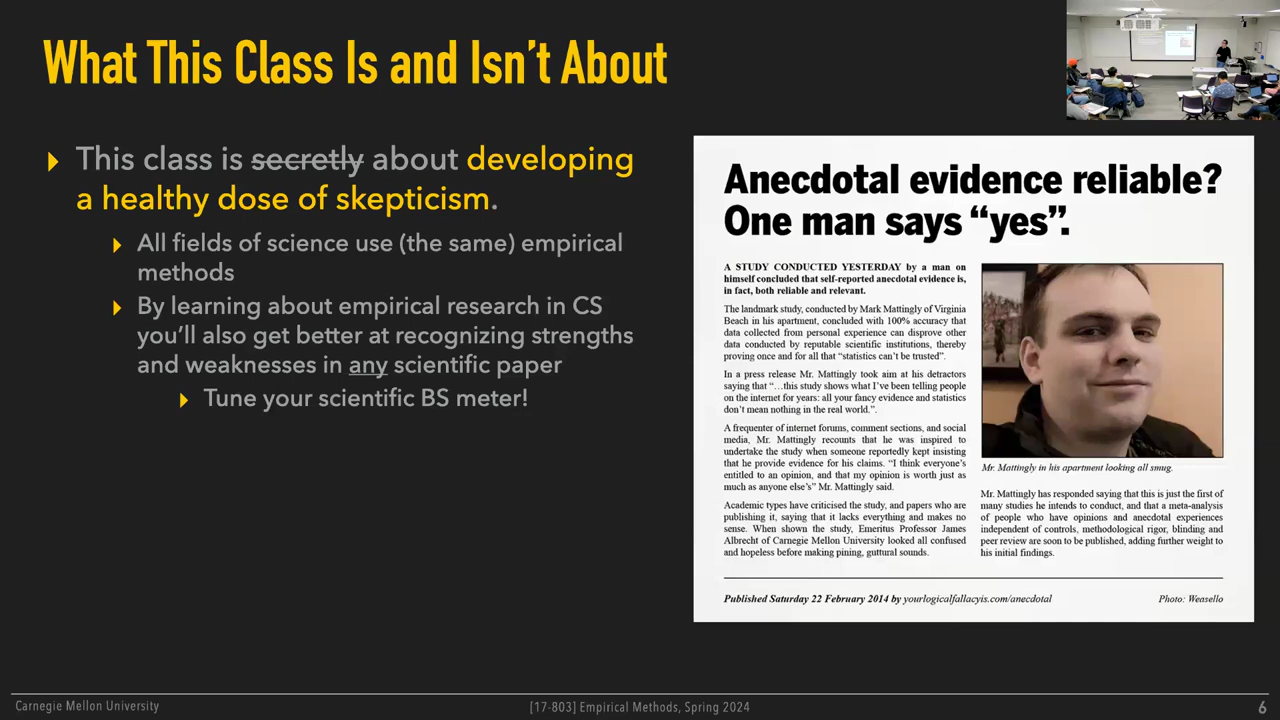 What This Class Is and Isn't About
This class is secretly about developing
a healthy dose of skepticism.
All fields of science use (the same) empirical
methods
By learning about empirical research in CS
you'll also get better at recognizing strengths
and weaknesses in any scientific paper
Tune your scientific BS meter!
Anecdotal evidence reliable?
One man says “yes”.
A STUDY CONDUCTED YESTERDAY by a man on
himself concluded that self-reported anecdotal evidence is,
in fact, both reliable and relevant.
The landmark study, conducted by Mark Mattingly of Virginia
Beach in his apartment, concluded with 100% accuracy that
data collected from personal experience can disprove other
data conducted by reputable scientific institutions, thereby
proving once and for all that “statistics can’t be trusted”.
In a press release Mr. Mattingly took aim at his detractors
saying that “…this study shows what I’ve been telling people
on the internet for years: all your fancy evidence and statistics
don’t mean nothing in the real world.”.
A frequenter of internet forums, comment sections, and social
media, Mr. Mattingly recounts that he was inspired to
undertake the study when someone reportedly kept insisting
that he provide evidence for his claims. “I think everyone’s
entitled to an opinion, and that my opinion is worth just as
much as anyone else’s” Mr. Mattingly said.
Academic types have criticised the study, and papers who are
publishing it, saying that it lacks everything and makes no
sense. When shown the study, Emeritus Professor James
Albrecht of Carnegie Mellon University looked all confused
and hopeless before making pining, guttural sounds.
Mr. Mattingly in his apartment looking all smug.
Mr. Mattingly has responded saying that this is just the first of
many studies he intends to conduct, and that a meta-analysis
of people who have opinions and anecdotal experiences
independent of controls, methodological rigor, blinding and
peer review are soon to be published, adding further weight to
his initial findings.
Published Saturday 22 February 2014 by yourlogicalfallacyis.com/anecdotal
Photo: Weasello
Carnegie Mellon University
[17-803] Empirical Methods, Spring 2024
6